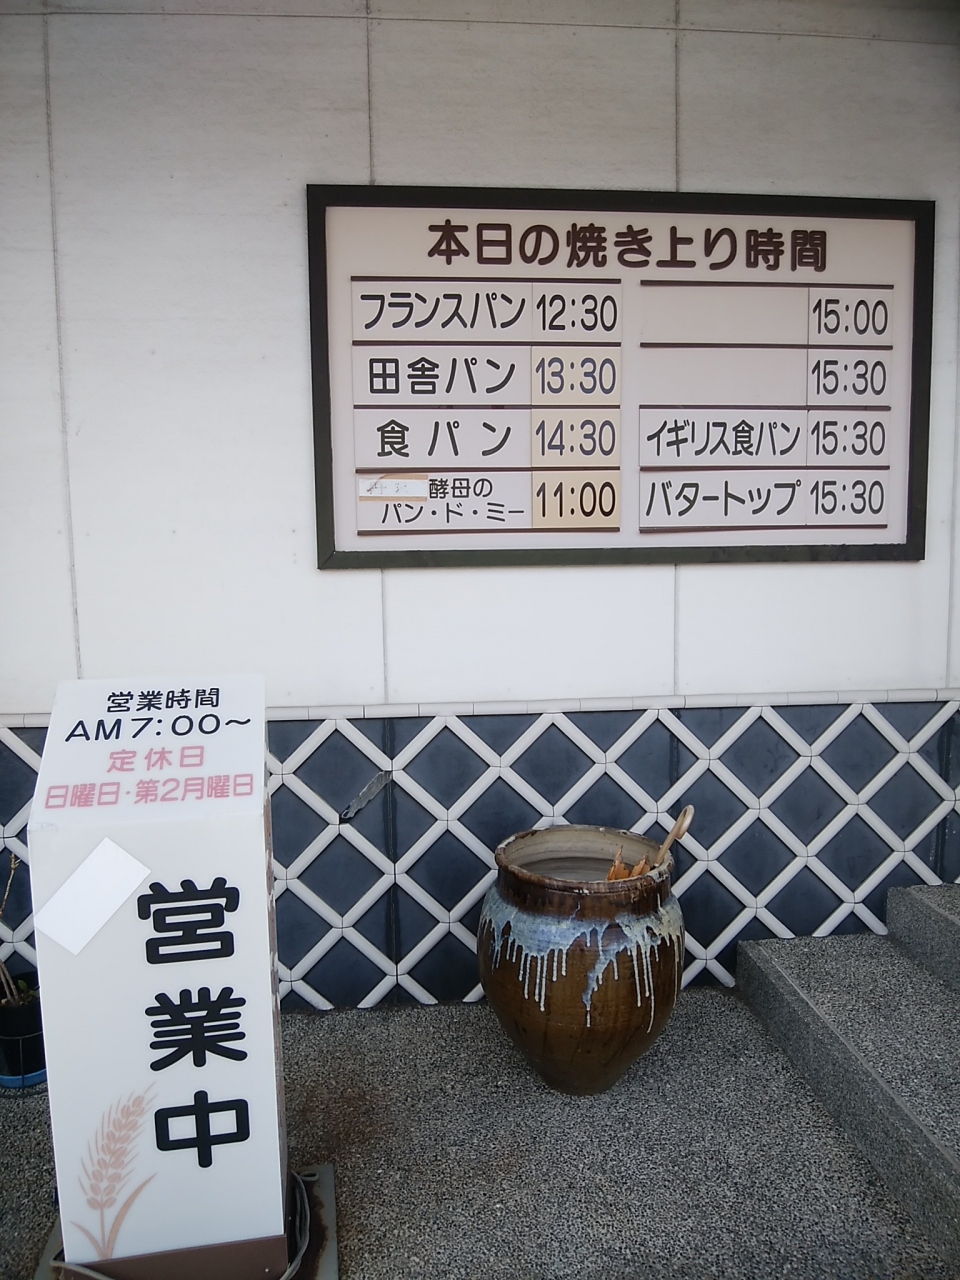 本日の焼き上り時間
フランスパン 12:30
田舎パン 13:30
食パン 14:30
酵母の
パン・ド・ミー 11:00
15:00
15:30
イギリス食パン 15:30
バタートップ 15:30
営業時間
AM7:00〜
定休日
日曜日・第2月曜日
営業中